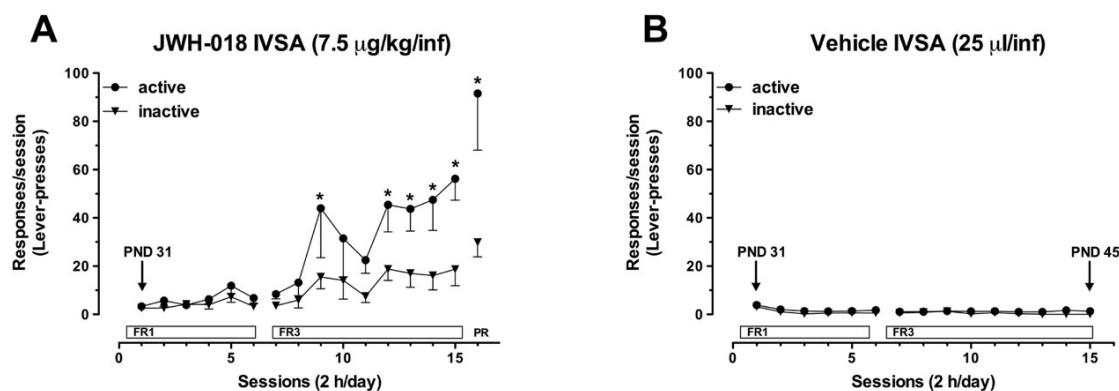 A
JWH-018 IVSA (7.5 μg/kg/inf)
Responses/session
(Lever-presses)
100
80
60
40
20
0
active
inactive
PND 31
*
*
*
*
*
*
FR1
FR3
PR
0 5 10 15
Sessions (2 h/day)
B
Vehicle IVSA (25 μl/inf)
Responses/session
(Lever-presses)
100
80
60
40
20
0
active
inactive
PND 31
PND 45
FR1
FR3
0 5 10 15
Sessions (2 h/day)